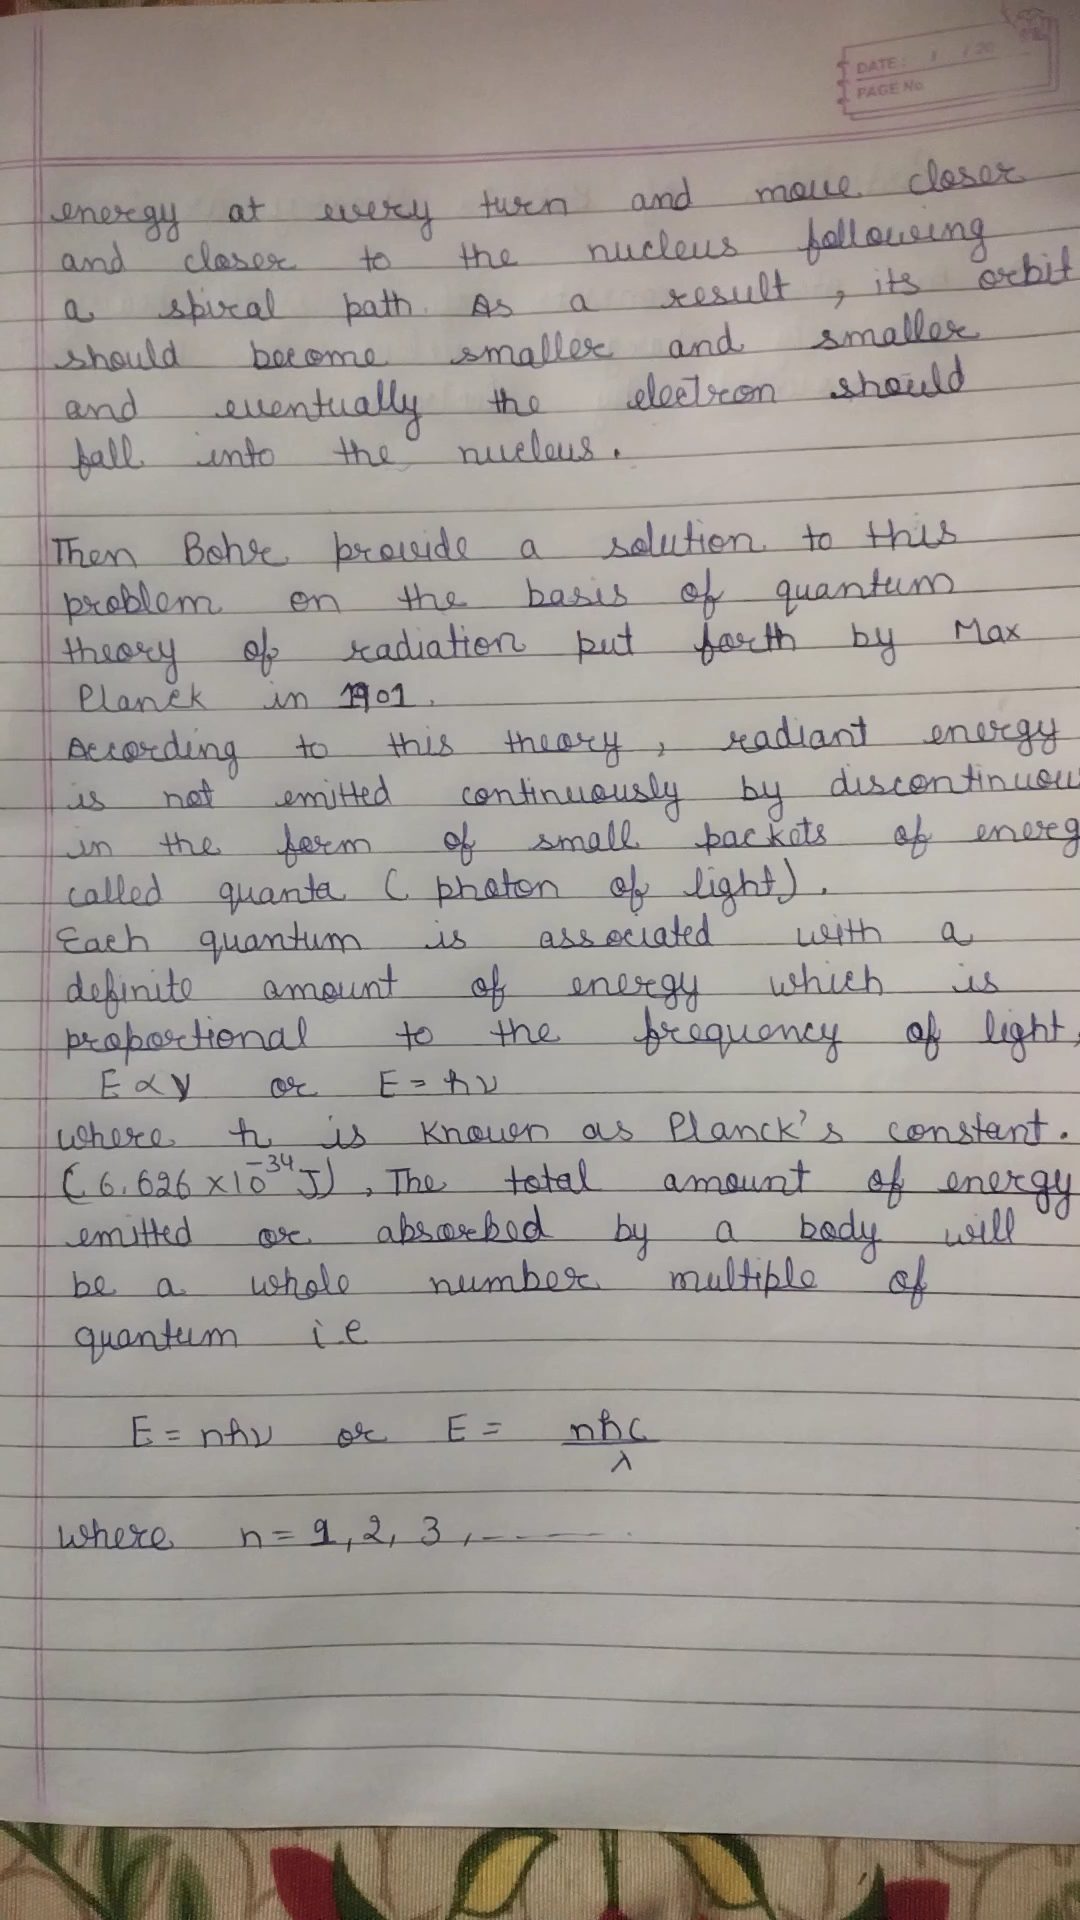 DATE: / / 20
PAGE No
energy at every turn and move closer
and closer to the nucleus following
a spiral path. As a result, its orbit
should become smaller and smaller
and eventually the electron should
fall into the nucleus.
Then Bohr provide a solution to this
problem on the basis of quantum
theory of radiation put forth by Max
Planck in 1901.
According to this theory, radiant energy
is not emitted continuously by discontinuou
in the form of small packets of energ
called quanta (photon of light).
Each quantum is associated with a
definite amount of energy which is
proportional to the frequency of light,
E ∝ ν or E = hν
where h is known as Planck's constant.
(6.626 × 10⁻³⁴ J), The total amount of energy
emitted or absorbed by a body will
be a whole number multiple of
quantum i.e
E = nhν or E = nhc
λ
where n = 1, 2, 3, -----